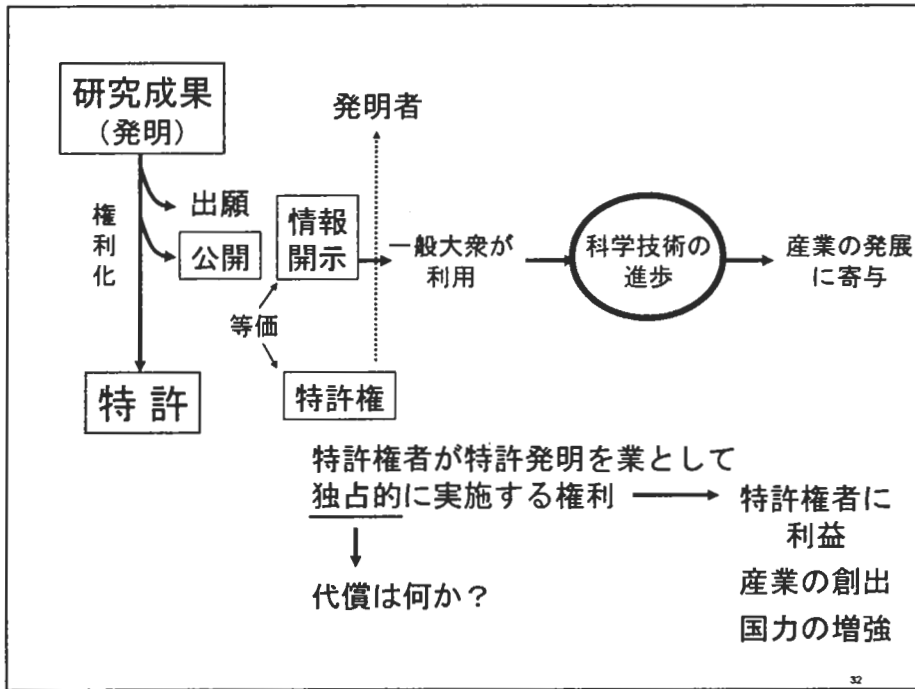 研究成果
（発明）
発明者
権利化
出願
公開
情報
開示
一般大衆が
利用
科学技術の
進歩
産業の発展
に寄与
等価
特許
特許権
特許権者が特許発明を業として
独占的に実施する権利
特許権者に
利益
代償は何か？
産業の創出
国力の増強
32